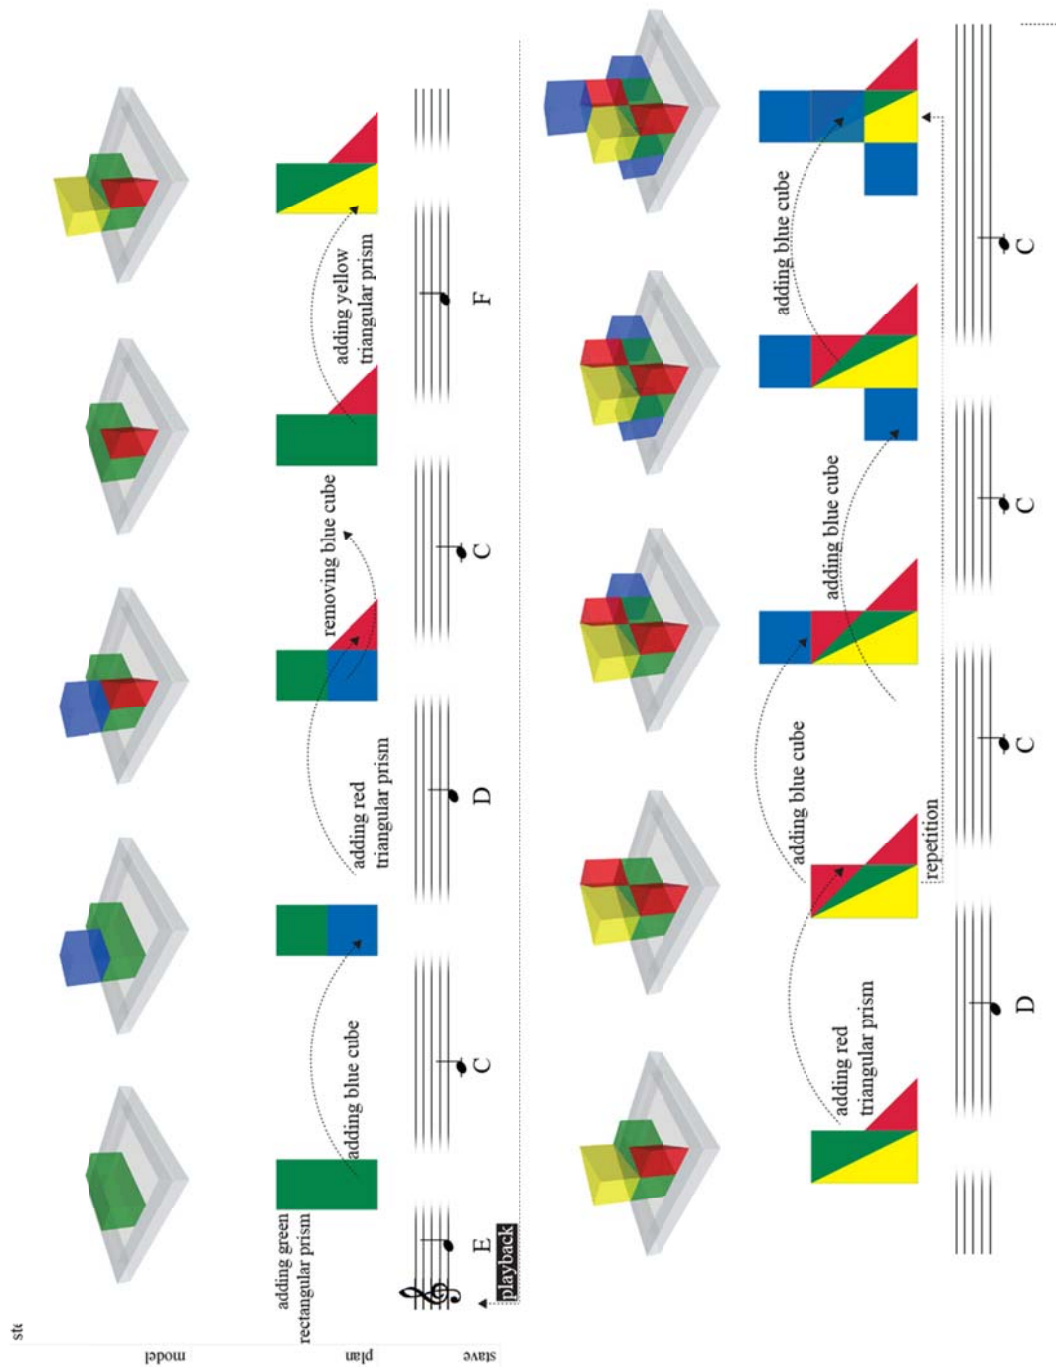 model
plan
stave
adding green
rectangular prism
adding blue cube
adding red
triangular prism
removing blue cube
adding yellow
triangular prism
E
C
D
C
F
playback
adding red
triangular prism
adding blue cube
adding blue cube
adding blue cube
repetition
D
C
C
C